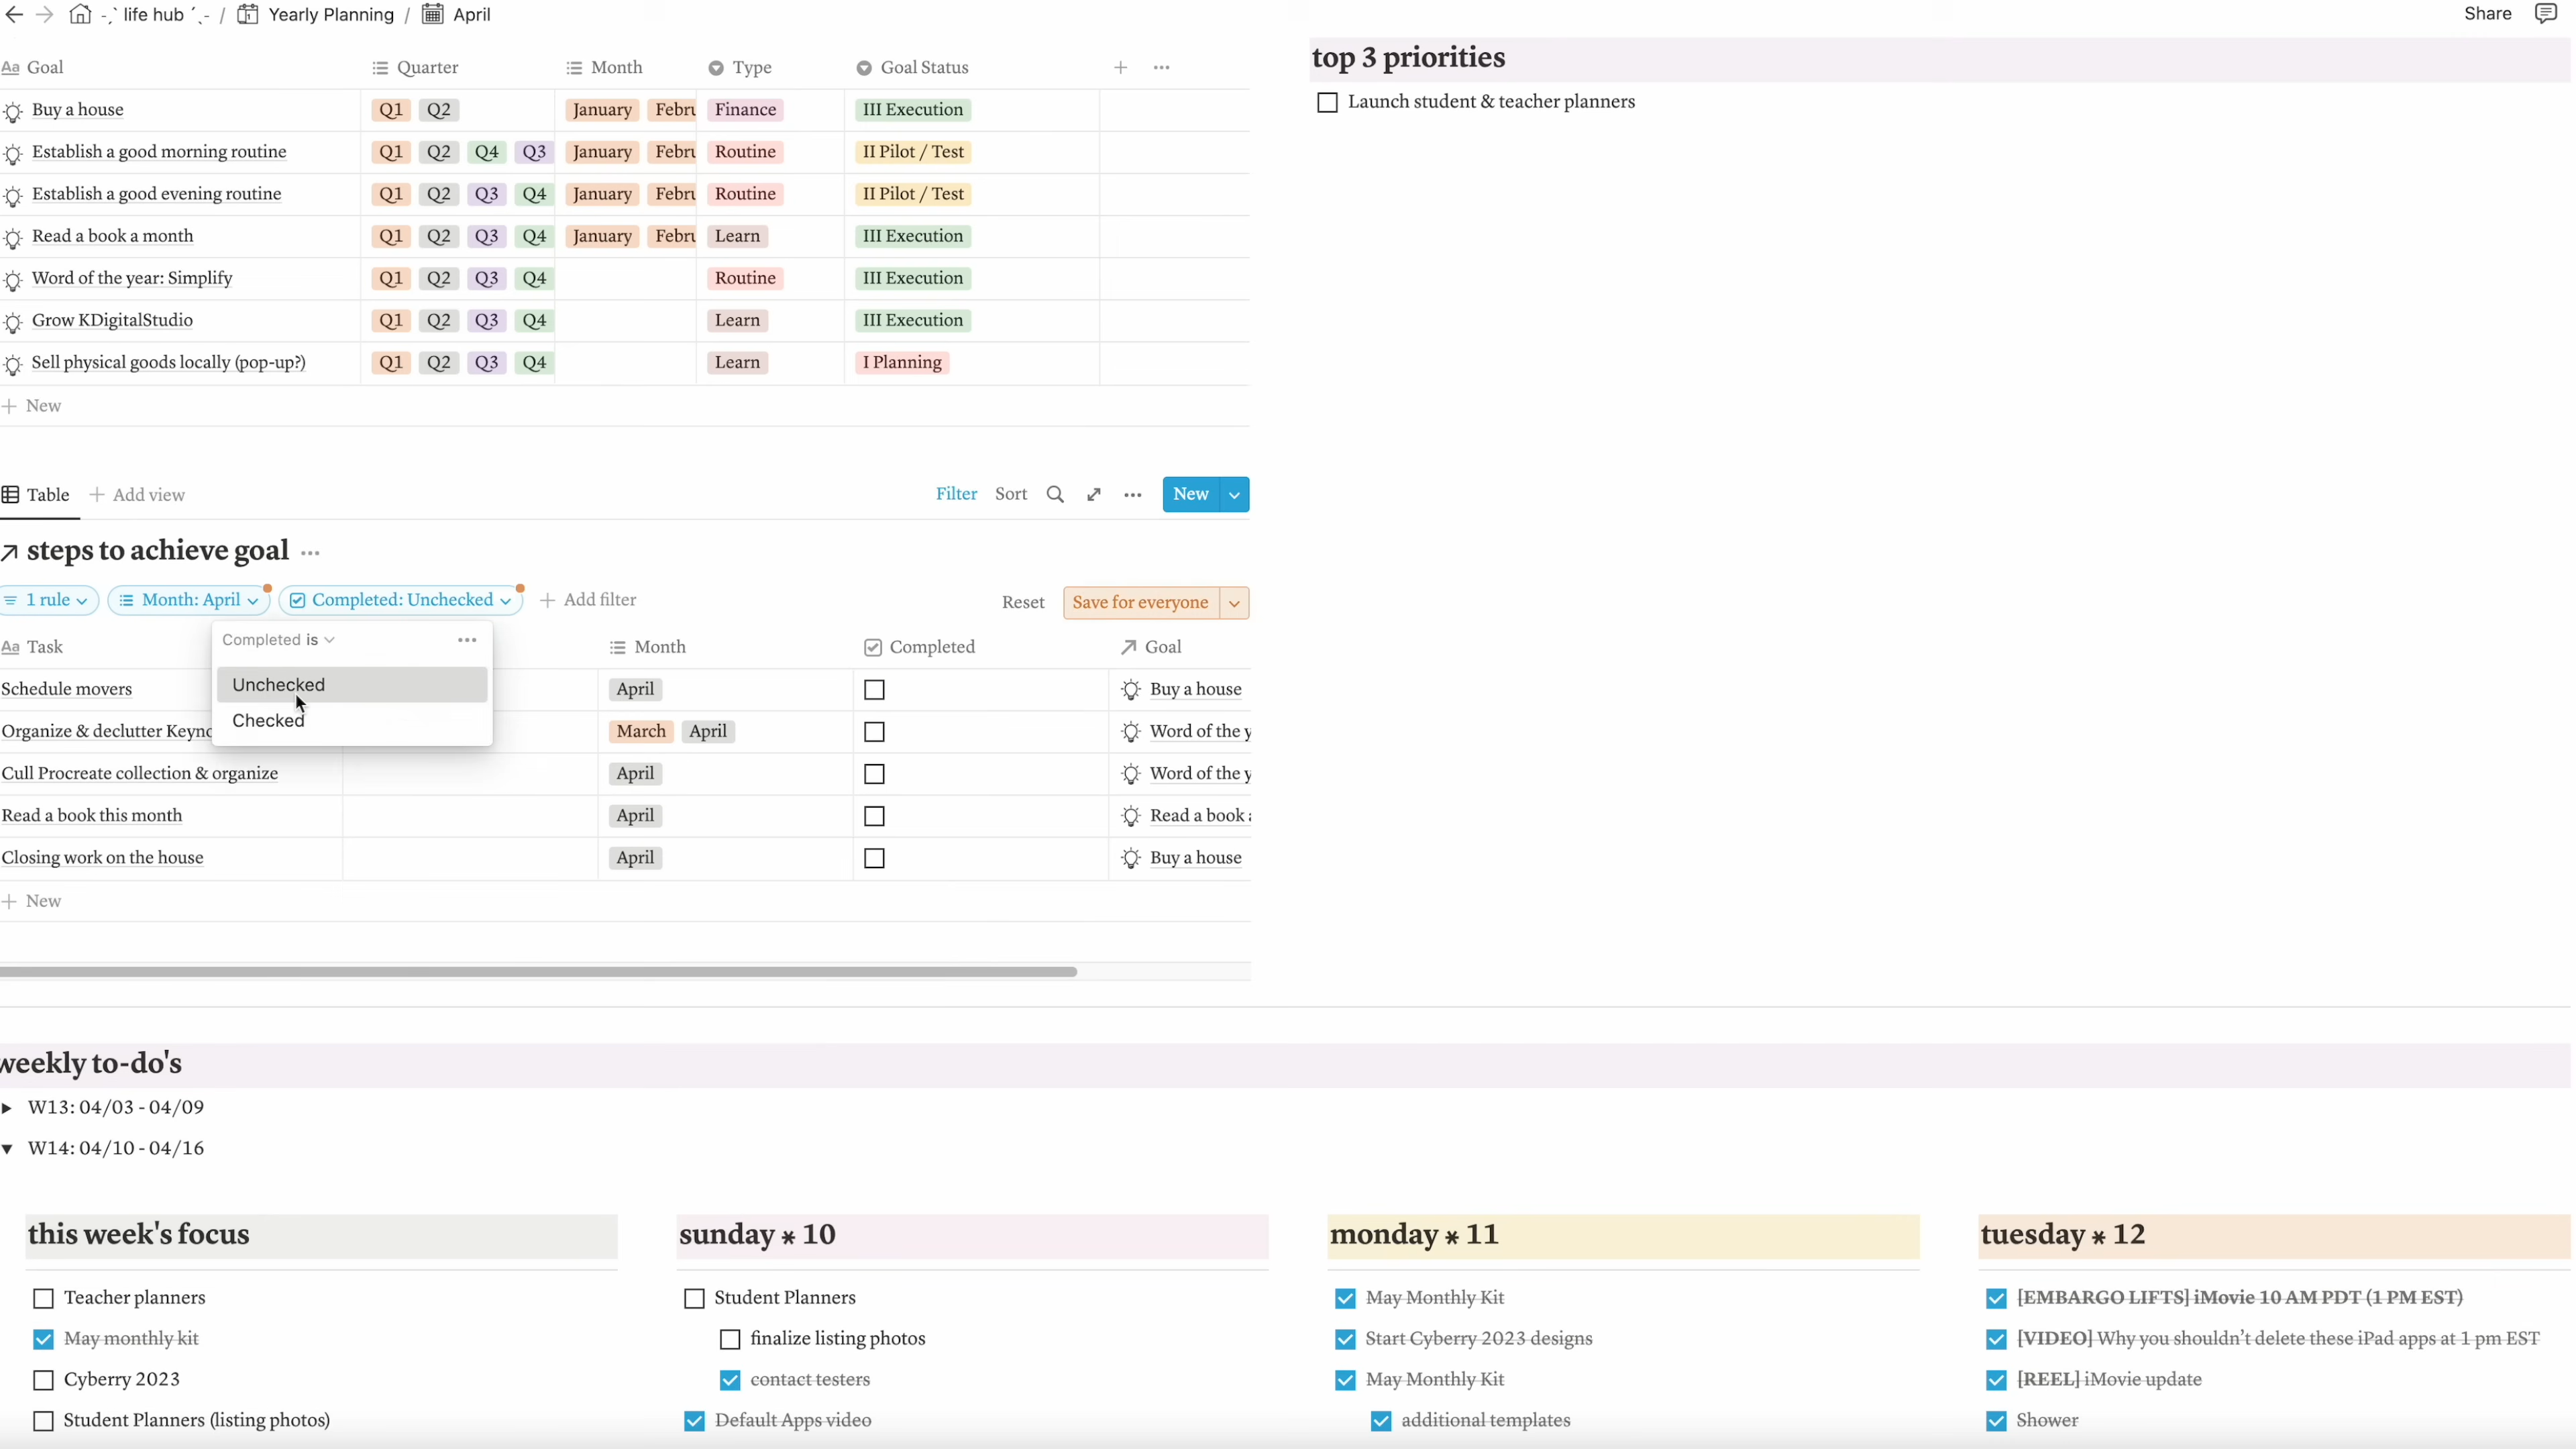 life hub / Yearly Planning / April Share
Goal Quarter Month Type Goal Status
Buy a house Q1 Q2 January Febru Finance III Execution
Establish a good morning routine Q1 Q2 Q4 Q3 January Febru Routine II Pilot / Test
Establish a good evening routine Q1 Q2 Q3 Q4 January Febru Routine II Pilot / Test
Read a book a month Q1 Q2 Q3 Q4 January Febru Learn III Execution
Word of the year: Simplify Q1 Q2 Q3 Q4 Routine III Execution
Grow KDigitalStudio Q1 Q2 Q3 Q4 Learn III Execution
Sell physical goods locally (pop-up?) Q1 Q2 Q3 Q4 Learn I Planning
+ New
top 3 priorities
Launch student & teacher planners
Table + Add view Filter Sort New
steps to achieve goal
1 rule Month: April Completed: Unchecked + Add filter Reset Save for everyone
Completed is
Unchecked
Checked
Aa Task Month Completed Goal
Schedule movers April Buy a house
Organize & declutter Keyno March April Word of the y
Cull Procreate collection & organize April Word of the y
Read a book this month April Read a book a
Closing work on the house April Buy a house
+ New
weekly to-do's
W13: 04/03 - 04/09
W14: 04/10 - 04/16
this week's focus
Teacher planners
May monthly kit
Cyberry 2023
Student Planners (listing photos)
sunday * 10
Student Planners
finalize listing photos
contact testers
Default Apps video
monday * 11
May Monthly Kit
Start Cyberry 2023 designs
May Monthly Kit
additional templates
tuesday * 12
[EMBARGO LIFTS] iMovie 10 AM PDT (1 PM EST)
[VIDEO] Why you shouldn't delete these iPad apps at 1 pm EST
[REEL] iMovie update
Shower